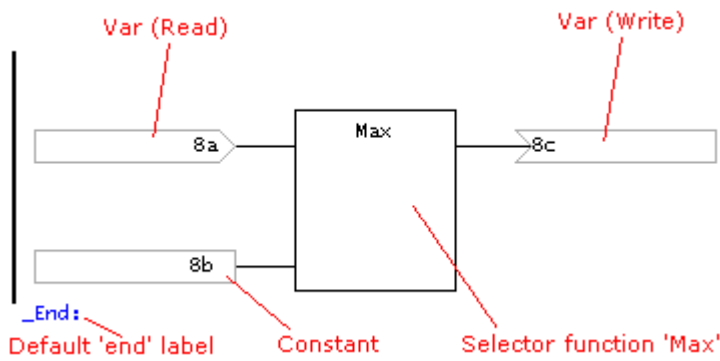 Var (Read)
Var (Write)
Max
8a
8c
8b
_End:
Default 'end' label
Constant
Selector function 'Max'